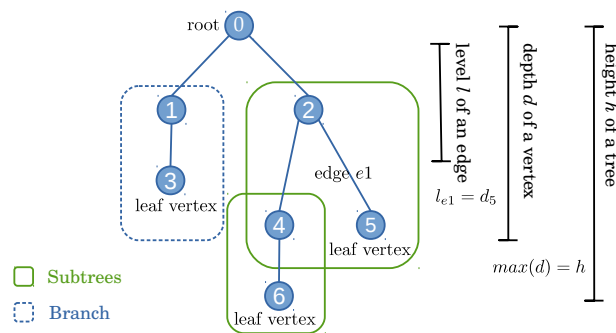 root 0
1
2
3
leaf vertex
edge e1
4
5
leaf vertex
6
leaf vertex
Subtrees
Branch
level l of an edge
l_{e1} = d_5
depth d of a vertex
max(d) = h
height h of a tree